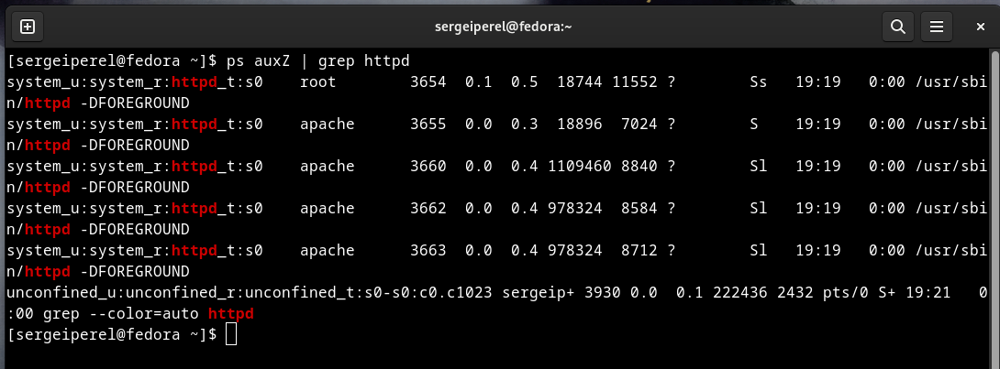 sergeiperel@fedora:~
[sergeiperel@fedora ~]$ ps auxZ | grep httpd
system_u:system_r:httpd_t:s0    root        3654  0.1  0.5  18744 11552 ?        Ss   19:19   0:00 /usr/sbi
n/httpd -DFOREGROUND
system_u:system_r:httpd_t:s0    apache      3655  0.0  0.3  18896  7024 ?        S    19:19   0:00 /usr/sbi
n/httpd -DFOREGROUND
system_u:system_r:httpd_t:s0    apache      3660  0.0  0.4 1109460 8840 ?        Sl   19:19   0:00 /usr/sbi
n/httpd -DFOREGROUND
system_u:system_r:httpd_t:s0    apache      3662  0.0  0.4 978324  8584 ?        Sl   19:19   0:00 /usr/sbi
n/httpd -DFOREGROUND
system_u:system_r:httpd_t:s0    apache      3663  0.0  0.4 978324  8712 ?        Sl   19:19   0:00 /usr/sbi
n/httpd -DFOREGROUND
unconfined_u:unconfined_r:unconfined_t:s0-s0:c0.c1023 sergeip+ 3930 0.0  0.1 222436 2432 pts/0 S+ 19:21   0
:00 grep --color=auto httpd
[sergeiperel@fedora ~]$